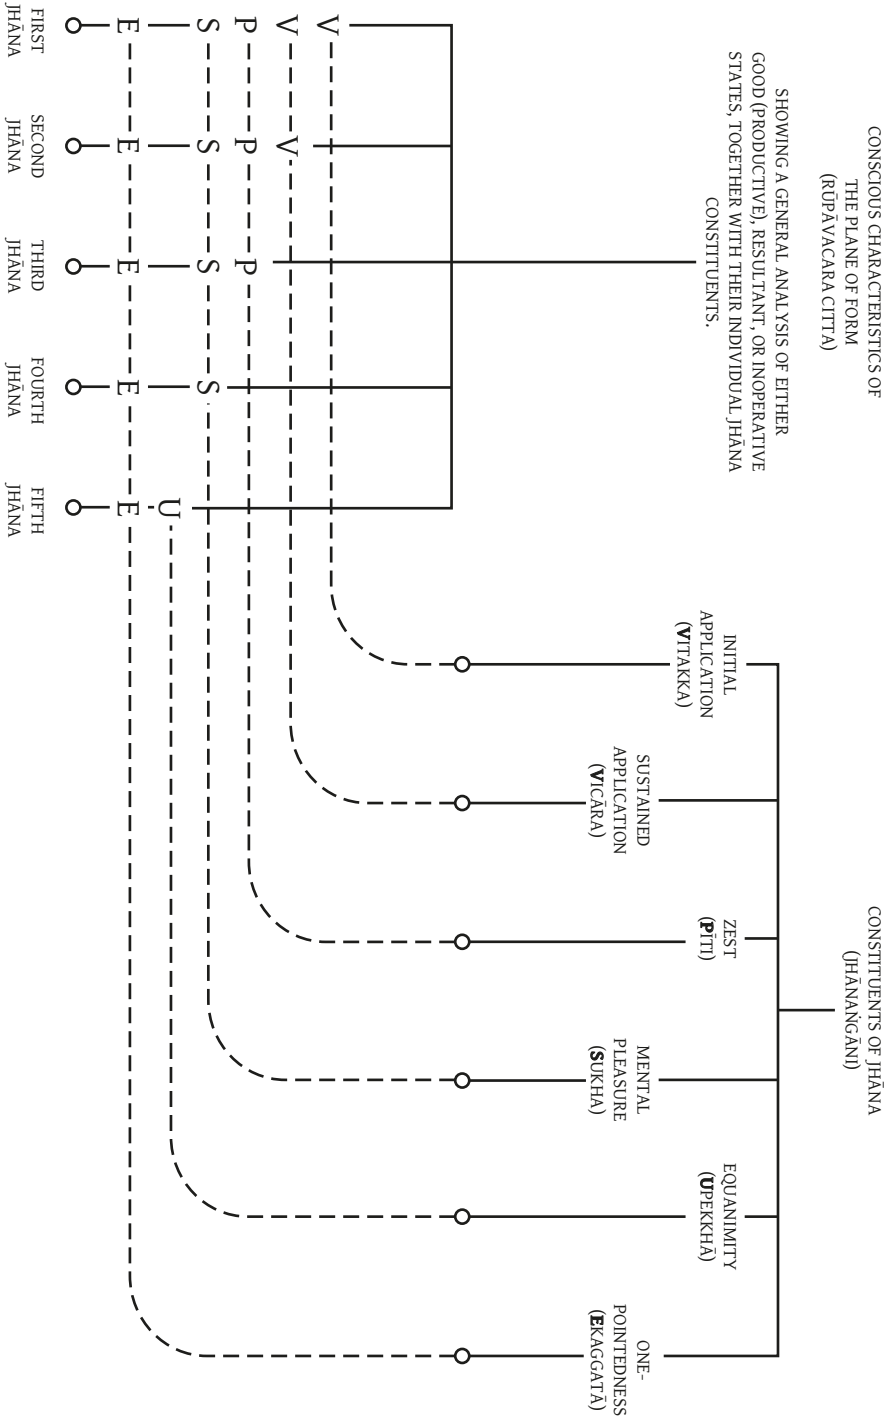 CONSCIOUS CHARACTERISTICS OF
THE PLANE OF FORM
(RŪPĀVACARA CITTA)
SHOWING A GENERAL ANALYSIS OF EITHER
GOOD (PRODUCTIVE), RESULTANT, OR INOPERATIVE
STATES, TOGETHER WITH THEIR INDIVIDUAL JHĀNA
CONSTITUENTS.
V
V V
P P P
S S S S
U
E E E E E
FIRST
JHĀNA
SECOND
JHĀNA
THIRD
JHĀNA
FOURTH
JHĀNA
FIFTH
JHĀNA
CONSTITUENTS OF JHĀNA
(JHĀNAṄGĀNI)
INITIAL
APPLICATION
(VITAKKA)
SUSTAINED
APPLICATION
(VICĀRA)
ZEST
(PĪTI)
MENTAL
PLEASURE
(SUKHA)
EQUANIMITY
(UPEKKHĀ)
ONE-
POINTEDNESS
(EKAGGATĀ)